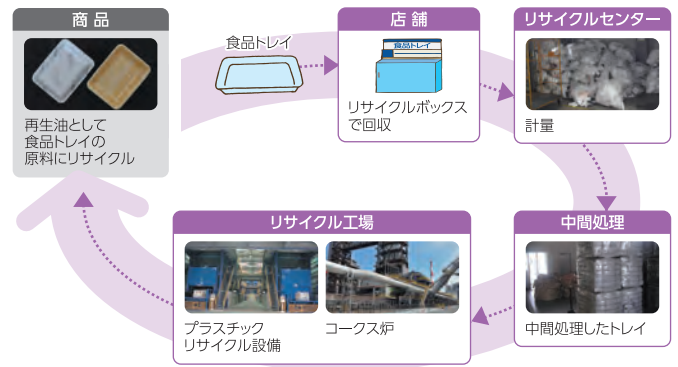 商品
再生油として
食品トレイの
原料にリサイクル
食品トレイ
店舗
食品トレイ
リサイクルボックス
で回収
リサイクルセンター
計量
中間処理
中間処理したトレイ
リサイクル工場
プラスチック
リサイクル設備
コークス炉